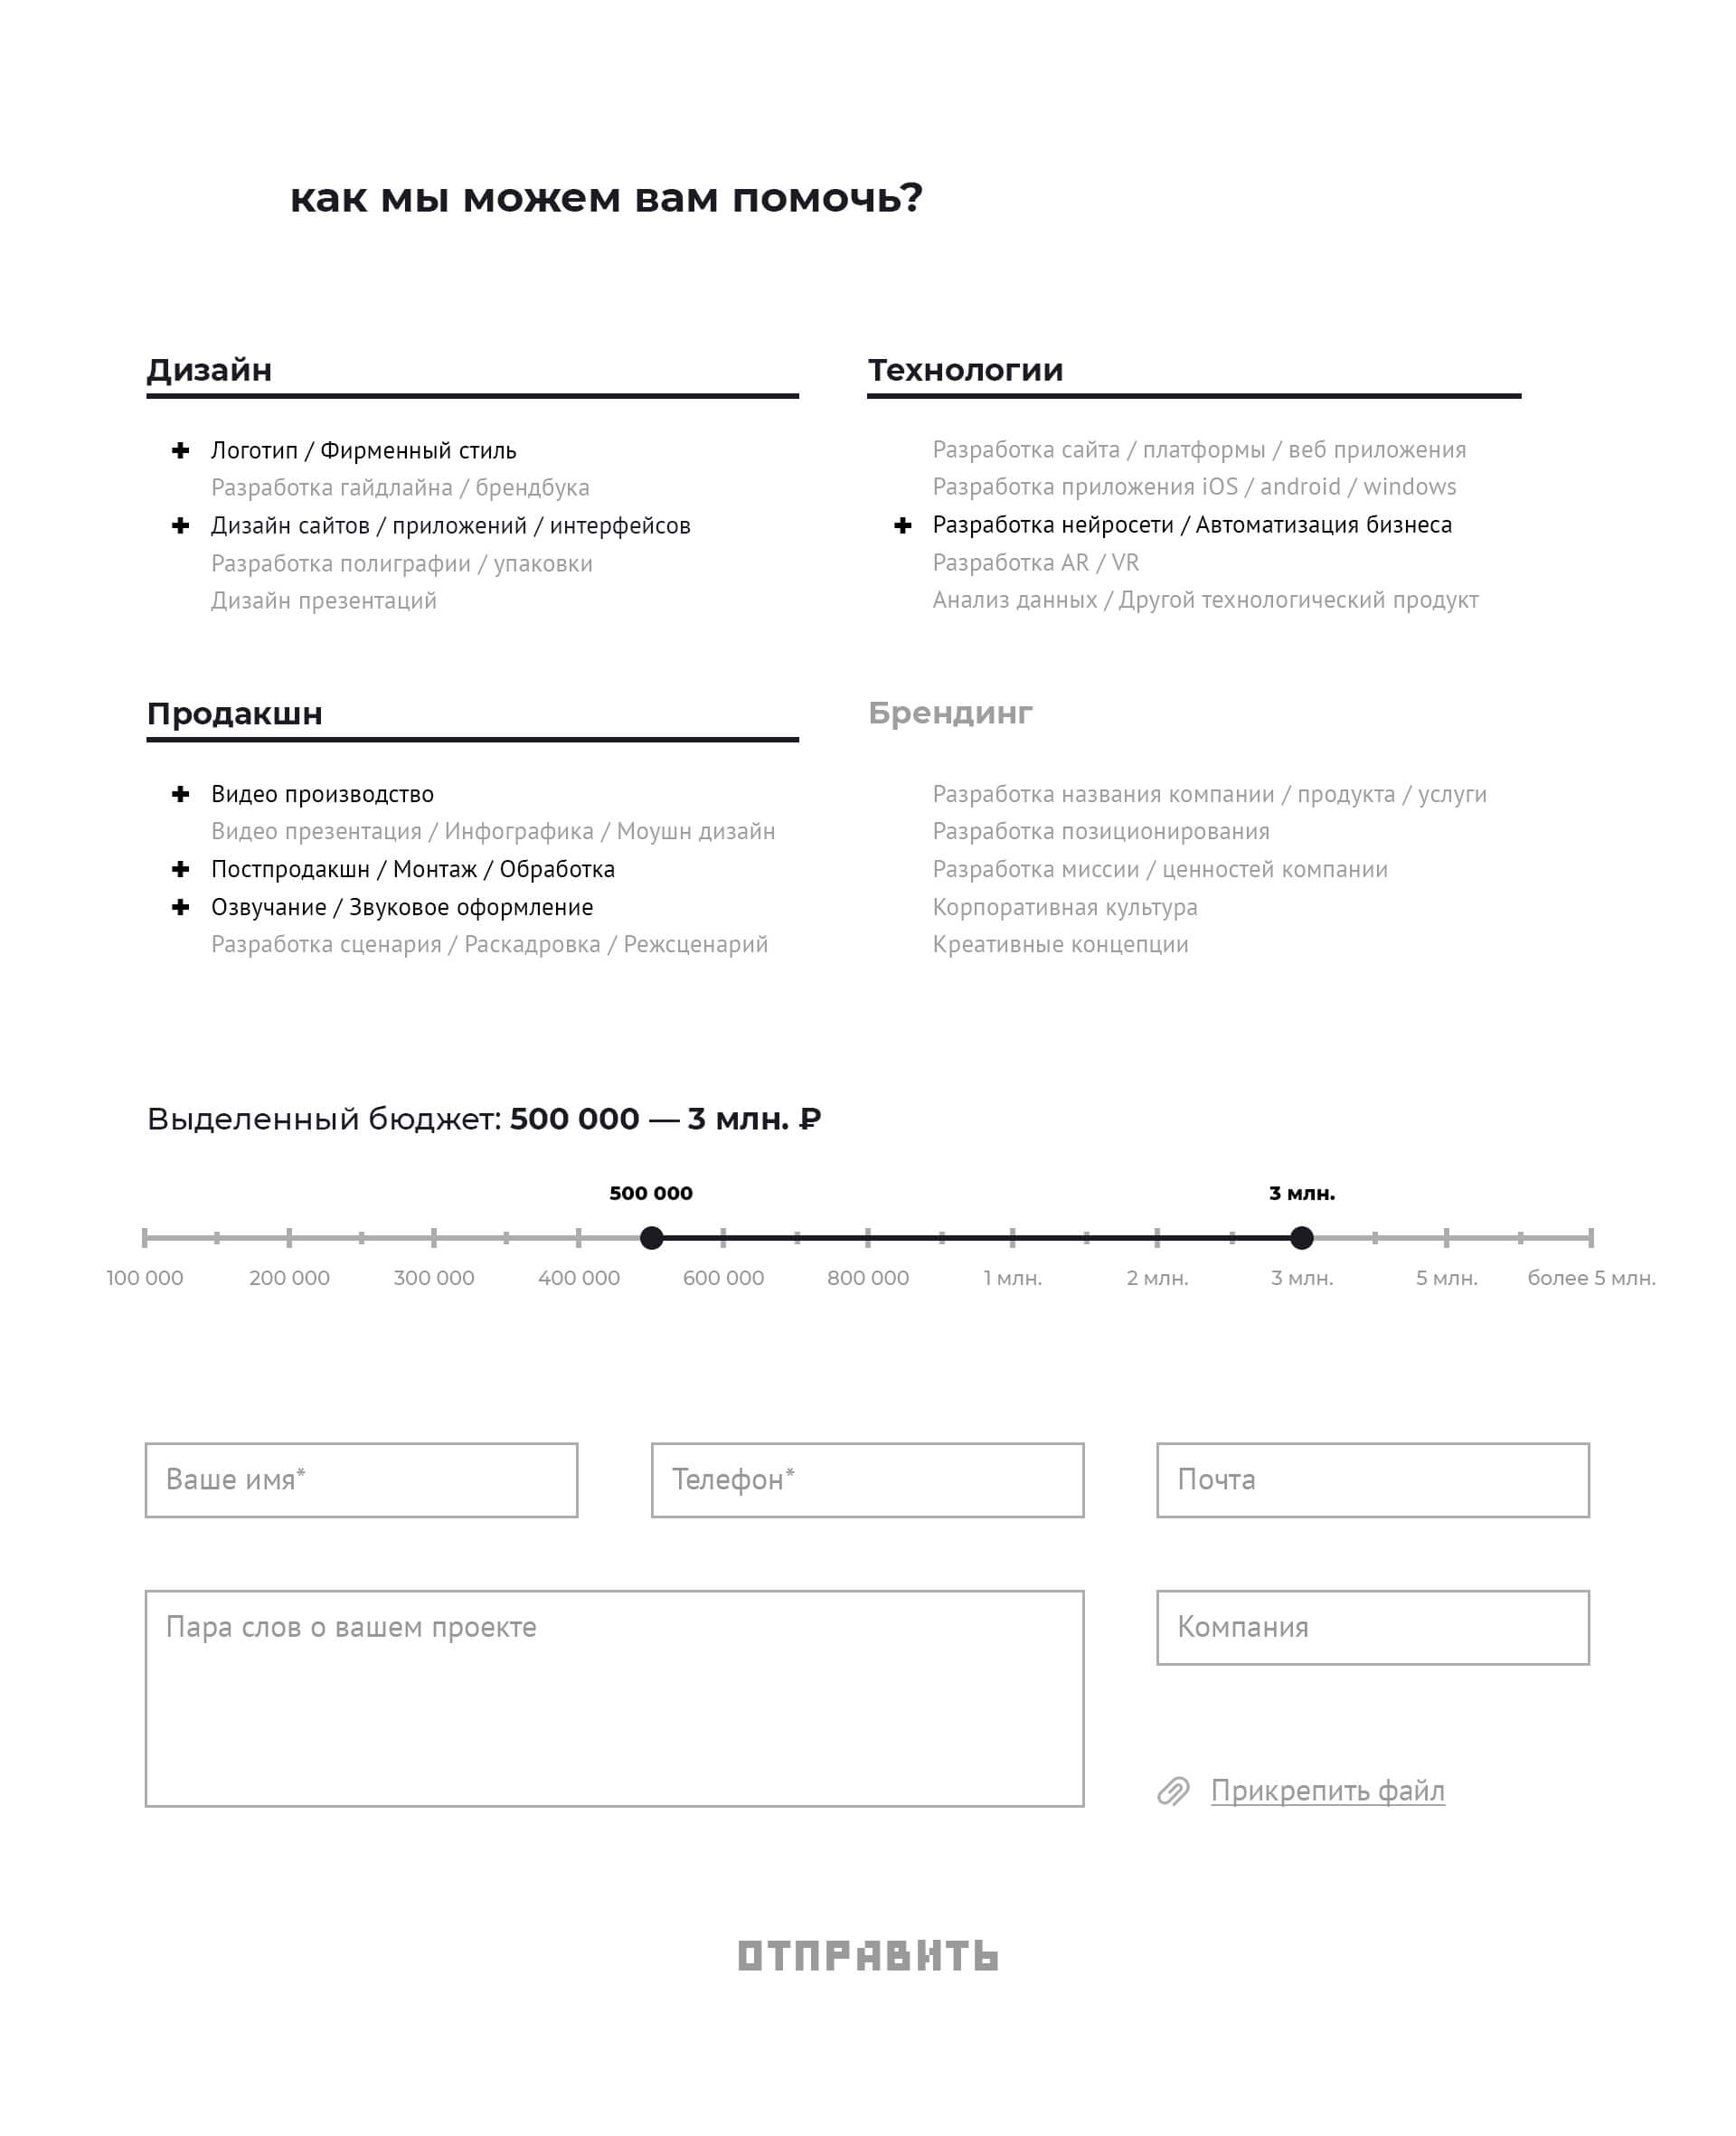 как мы можем вам помочь?
Дизайн
+ Логотип / Фирменный стиль
Разработка гайдлайна / брендбука
+ Дизайн сайтов / приложений / интерфейсов
Разработка полиграфии / упаковки
Дизайн презентаций
Технологии
Разработка сайта / платформы / веб приложения
Разработка приложения iOS / android / windows
+ Разработка нейросети / Автоматизация бизнеса
Разработка AR / VR
Анализ данных / Другой технологический продукт
Продакшн
+ Видео производство
Видео презентация / Инфографика / Моушн дизайн
+ Постпродакшн / Монтаж / Обработка
+ Озвучание / Звуковое оформление
Разработка сценария / Раскадровка / Режсценарий
Брендинг
Разработка названия компании / продукта / услуги
Разработка позиционирования
Разработка миссии / ценностей компании
Корпоративная культура
Креативные концепции
Выделенный бюджет: 500 000 — 3 млн. ₽
500 000 3 млн.
100 000 200 000 300 000 400 000 600 000 800 000 1 млн. 2 млн. 3 млн. 5 млн. более 5 млн.
Ваше имя* Телефон* Почта
Пара слов о вашем проекте Компания
Прикрепить файл
ОТПРАВИТЬ